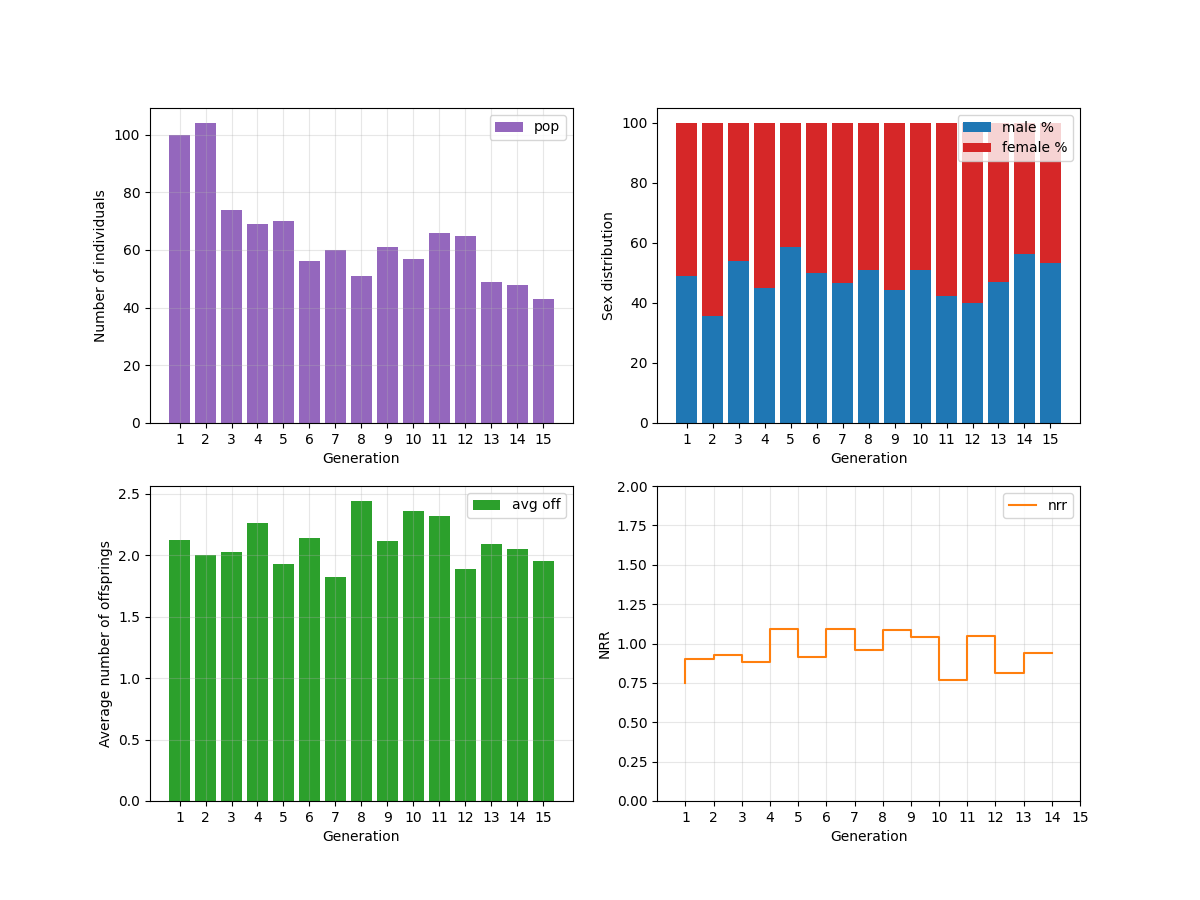 100
80
60
40
20
0
Number of individuals
pop
1 2 3 4 5 6 7 8 9 10 11 12 13 14 15
Generation
100
80
60
40
20
0
Sex distribution
male %
female %
1 2 3 4 5 6 7 8 9 10 11 12 13 14 15
Generation
2.5
2.0
1.5
1.0
0.5
0.0
Average number of offsprings
avg off
1 2 3 4 5 6 7 8 9 10 11 12 13 14 15
Generation
2.00
1.75
1.50
1.25
1.00
0.75
0.50
0.25
0.00
NRR
nrr
1 2 3 4 5 6 7 8 9 10 11 12 13 14 15
Generation